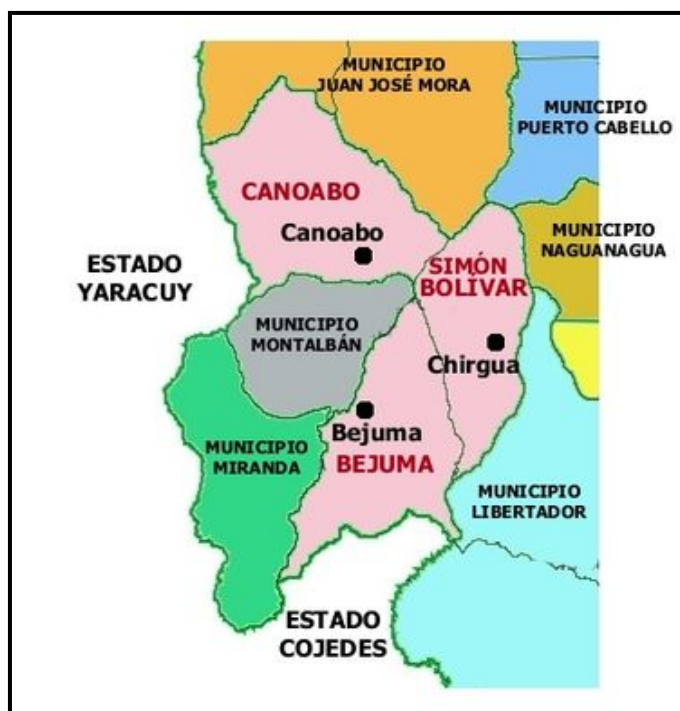 MUNICIPIO
JUAN JOSÉ MORA
MUNICIPIO
PUERTO CABELLO
CANOABO
Canoabo
MUNICIPIO
NAGUANAGUA
ESTADO
YARACUY
SIMÓN
BOLÍVAR
MUNICIPIO
MONTALBÁN
Chirgua
Bejuma
BEJUMA
MUNICIPIO
MIRANDA
MUNICIPIO
LIBERTADOR
ESTADO
COJEDES